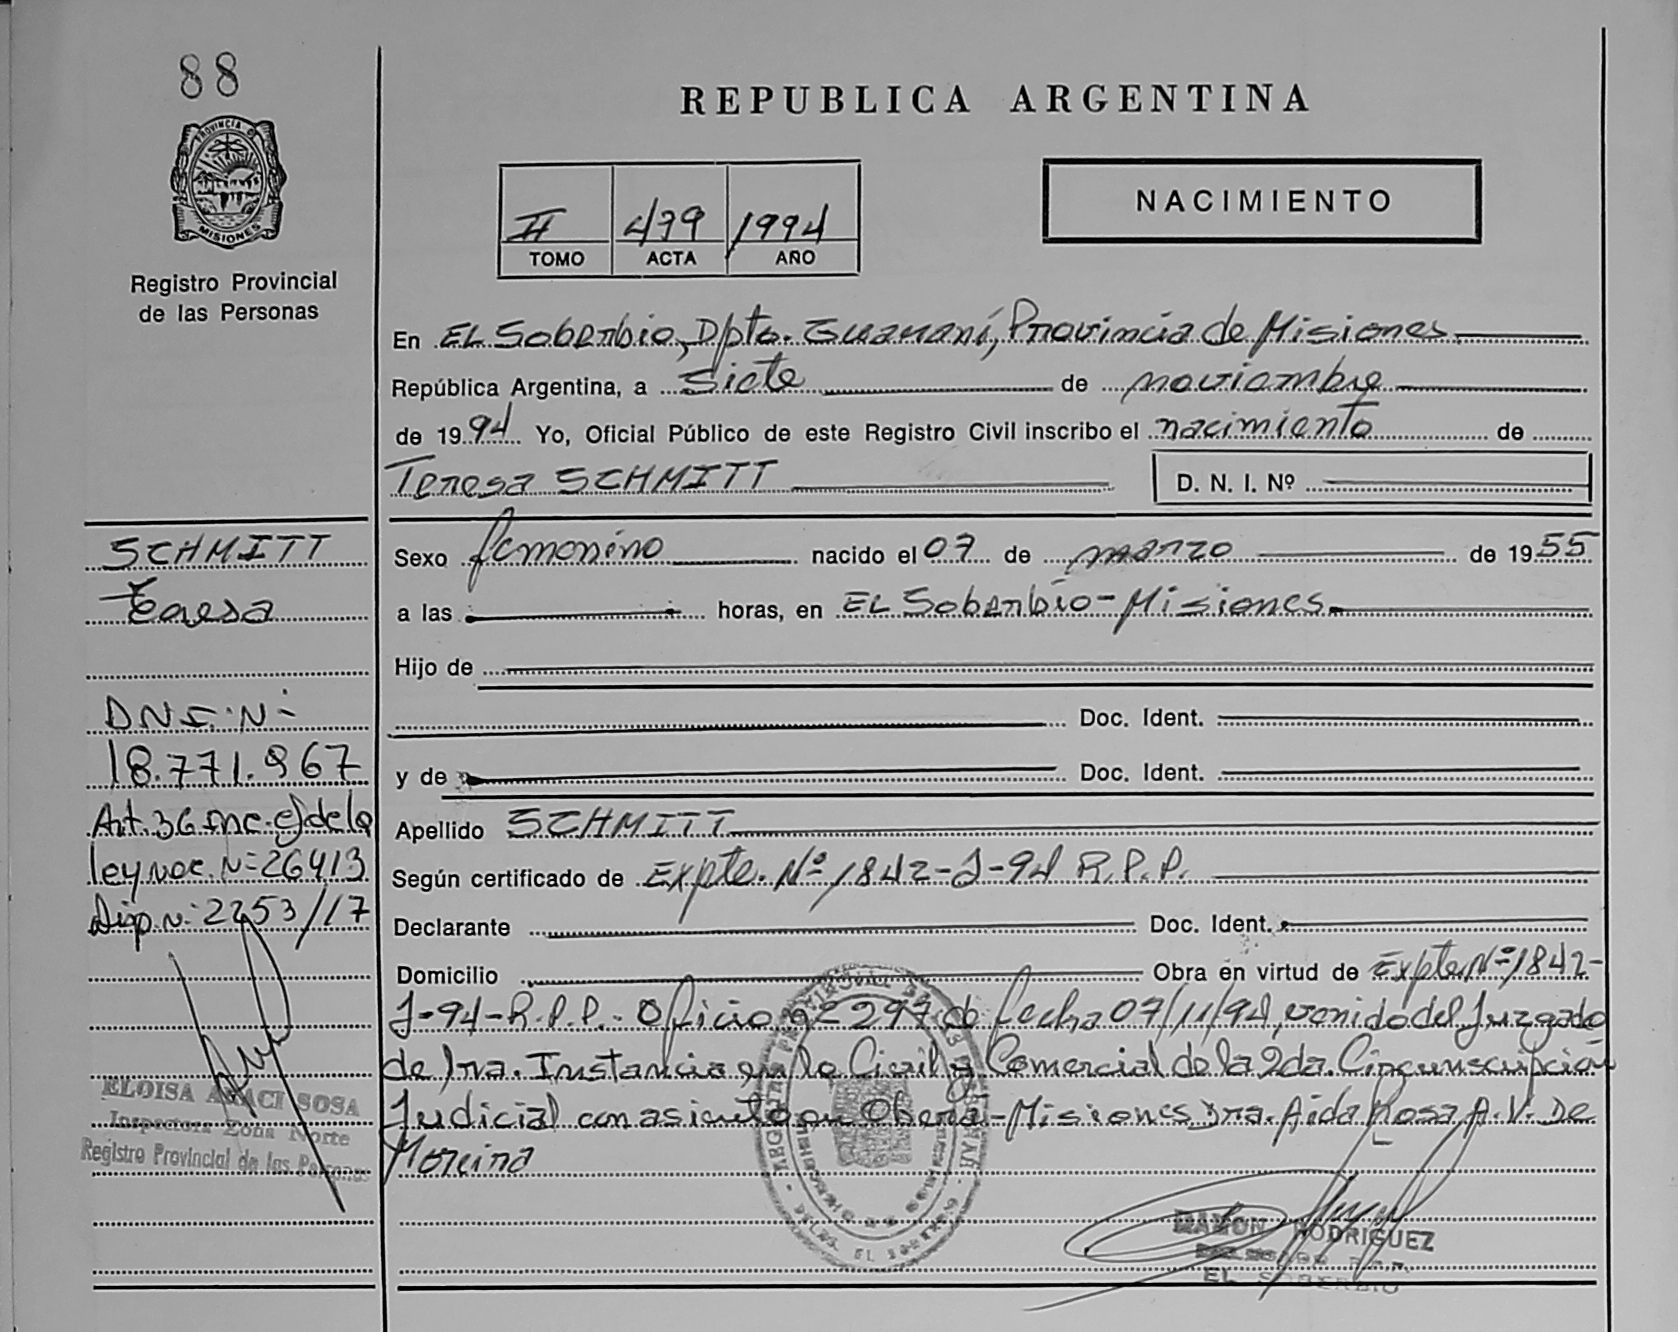 88
REPUBLICA ARGENTINA
PROVINCIA D
MISIONES
Registro Provincial
de las Personas
II 479 1994
TOMO ACTA AÑO
NACIMIENTO
En EL Soberbio, Dpto. Guaraní, Provincia de Misiones
República Argentina, a Siete de noviembre
de 1994 Yo, Oficial Público de este Registro Civil inscribo el nacimiento de
Teresa SCHMITT D. N. I. Nº
Sexo femenino nacido el 07 de marzo de 1955
a las horas, en EL Soberbio-Misiones
Hijo de
Doc. Ident.
y de Doc. Ident.
Apellido SCHMITT
Según certificado de Expte. Nº 1842-J-94 R.P.P.
Declarante Doc. Ident.
Domicilio Obra en virtud de Expte Nº 1842-
J-94-R.P.P.- Oficio nº 297 de fecha 07/11/94, venido del Juzgado
de 1ra. Instancia en lo Civil y Comercial de la 2da. Circunscripción
Judicial con asiento en Oberá-Misiones Dra. Aida Rosa A.V. De
Moreira
SCHMITT
Teresa
DNI. Nº
18.771.967
Art. 36 Inc. c) de la
ley nac. Nº 26413
Disp. Nº 2253/17
ELOISA ARACI SOSA
Inspectora Zona Norte
Registro Provincial de las Personas
RAMON RODRIGUEZ
EL SOBERBIO